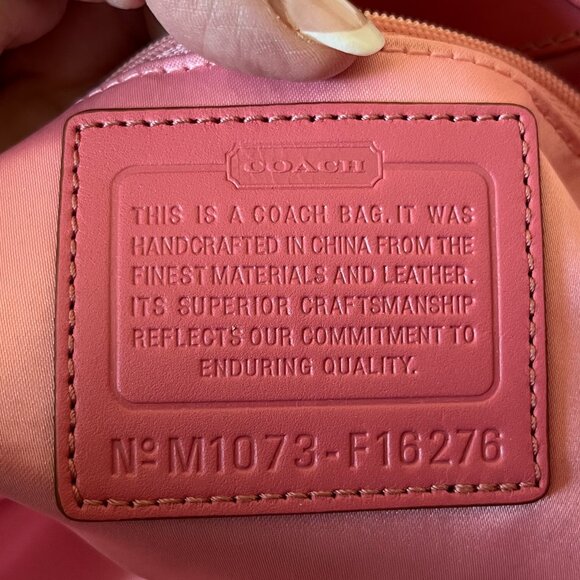 COACH
THIS IS A COACH BAG. IT WAS
HANDCRAFTED IN CHINA FROM THE
FINEST MATERIALS AND LEATHER.
ITS SUPERIOR CRAFTSMANSHIP
REFLECTS OUR COMMITMENT TO
ENDURING QUALITY.
Nº M1073-F16276